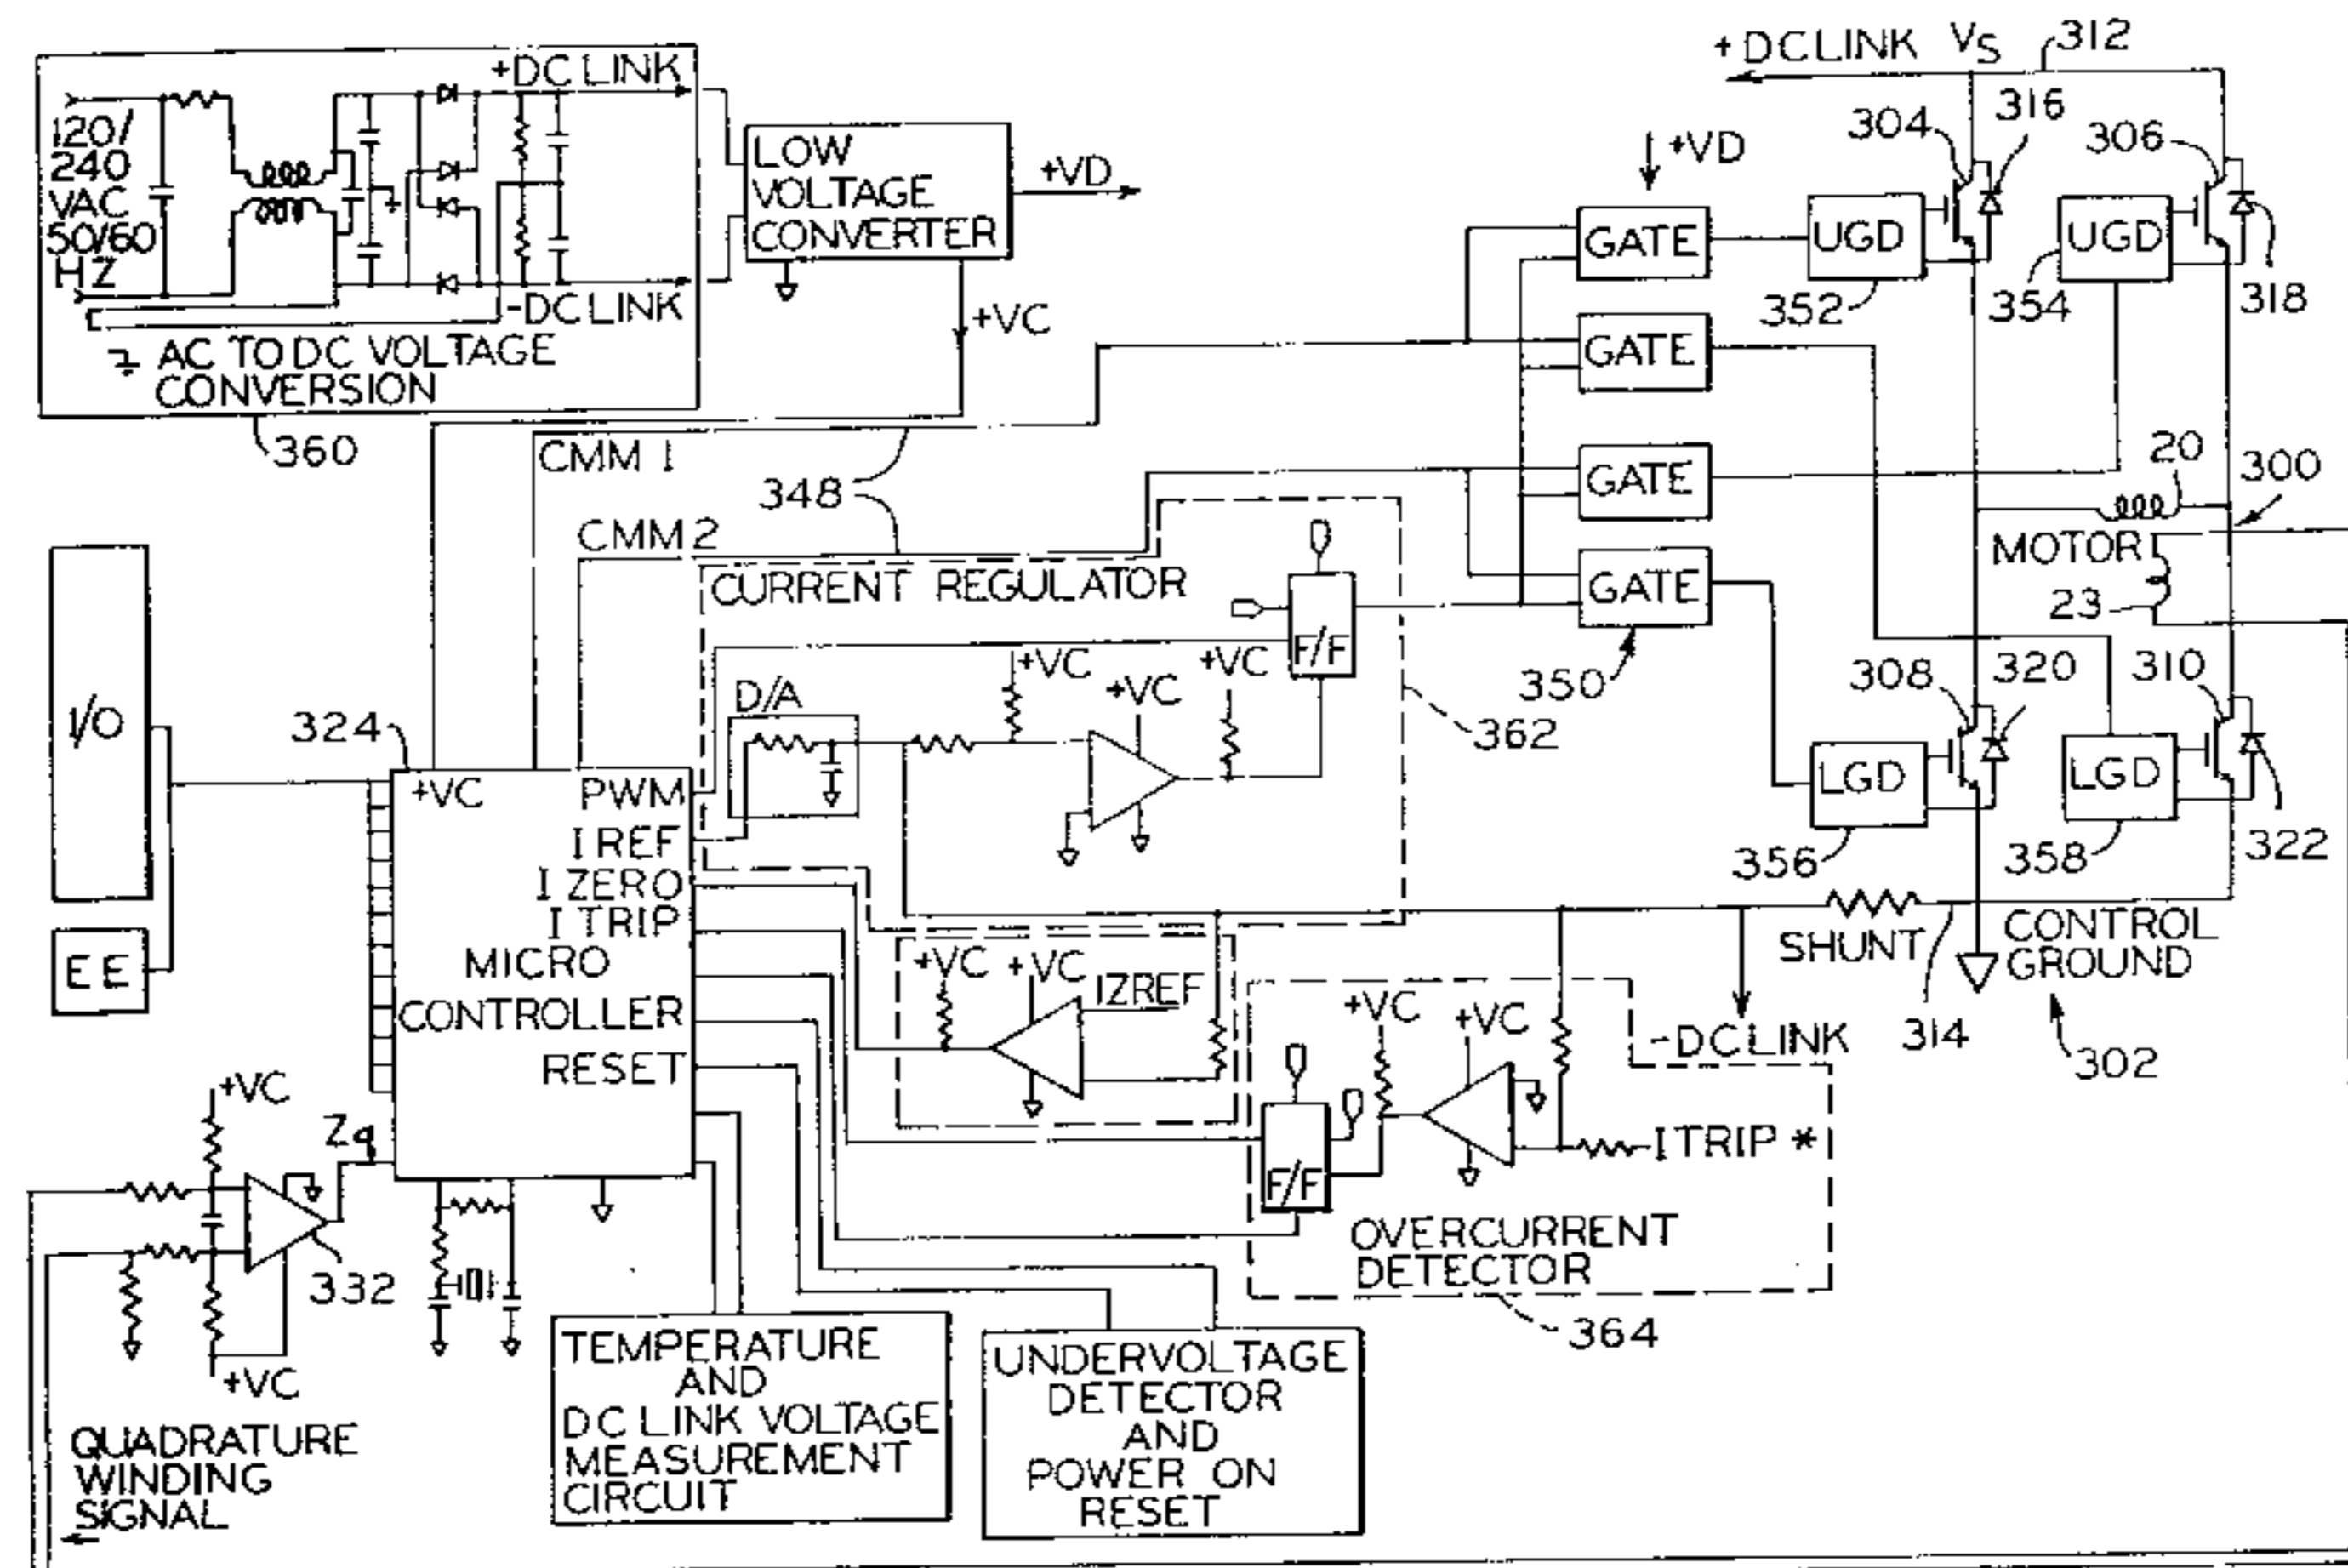 +DC LINK
120/
240
VAC
50/60
HZ
-DC LINK
AC TO DC VOLTAGE
CONVERSION
360
LOW
VOLTAGE
CONVERTER
+VD
+VC
+DC LINK VS 312
316
304
306
+VD
GATE
UGD
UGD
352
354
318
GATE
CMM 1
348
GATE
20
300
CMM 2
CURRENT REGULATOR
MOTOR
GATE
23
F/F
350
I/O
324
D/A
+VC
+VC
+VC
362
308
320
310
+VC
PWM
I REF
I ZERO
I TRIP
MICRO
CONTROLLER
RESET
LGD
LGD
356
358
322
SHUNT
CONTROL
GROUND
314
302
EE
+VC
+VC
IZREF
+VC
+VC
-DC LINK
+VC
Zq
I TRIP *
F/F
OVERCURRENT
DETECTOR
364
332
+VC
QUADRATURE
WINDING
SIGNAL
TEMPERATURE
AND
DC LINK VOLTAGE
MEASUREMENT
CIRCUIT
UNDERVOLTAGE
DETECTOR
AND
POWER ON
RESET